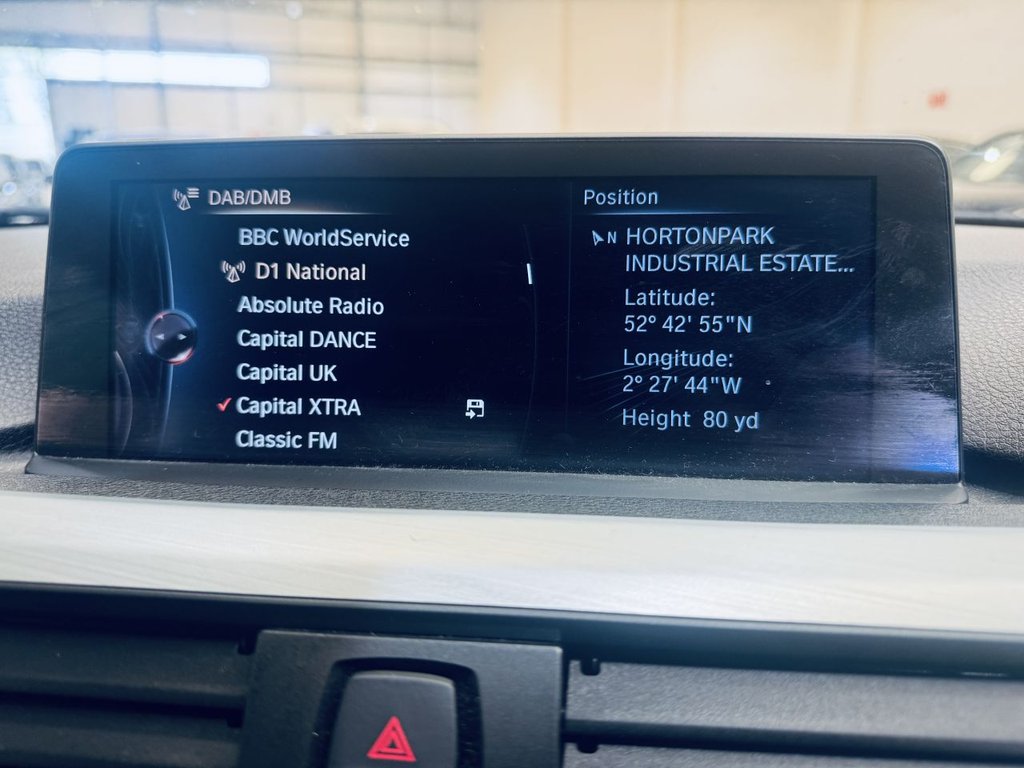 DAB/DMB
BBC WorldService
D1 National
Absolute Radio
Capital DANCE
Capital UK
Capital XTRA
Classic FM
Position
N HORTONPARK
INDUSTRIAL ESTATE...
Latitude:
52° 42' 55"N
Longitude:
2° 27' 44"W
Height 80 yd